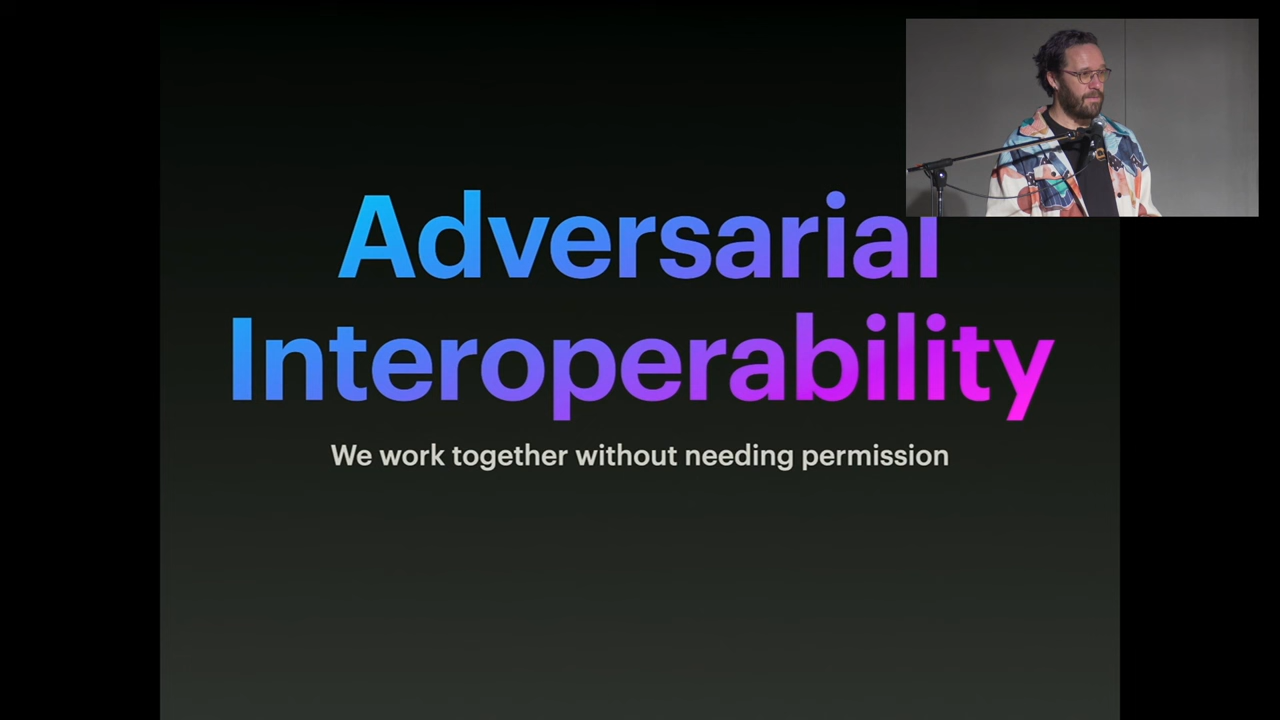 Adversarial
Interoperability
We work together without needing permission